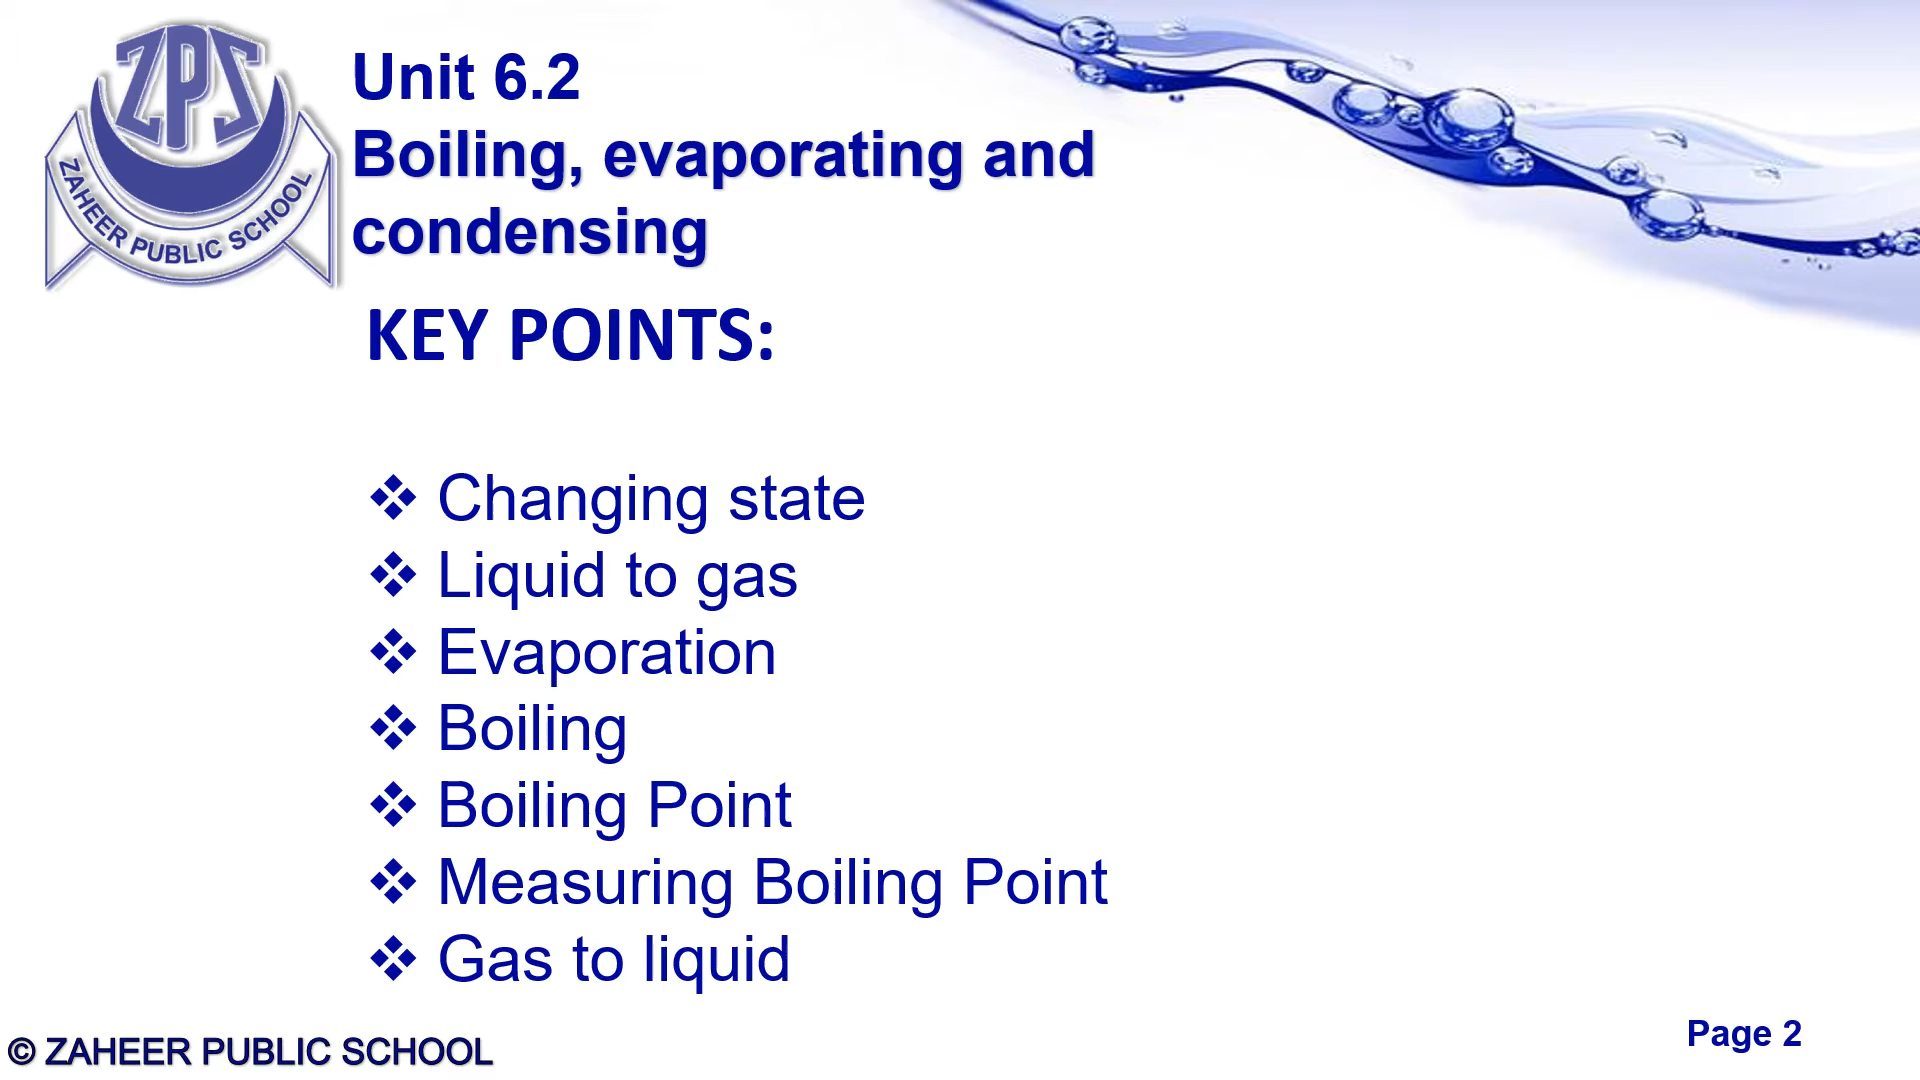 ZPS
ZAHEER PUBLIC SCHOOL
Unit 6.2
Boiling, evaporating and
condensing
KEY POINTS:
❖ Changing state
❖ Liquid to gas
❖ Evaporation
❖ Boiling
❖ Boiling Point
❖ Measuring Boiling Point
❖ Gas to liquid
© ZAHEER PUBLIC SCHOOL
Page 2